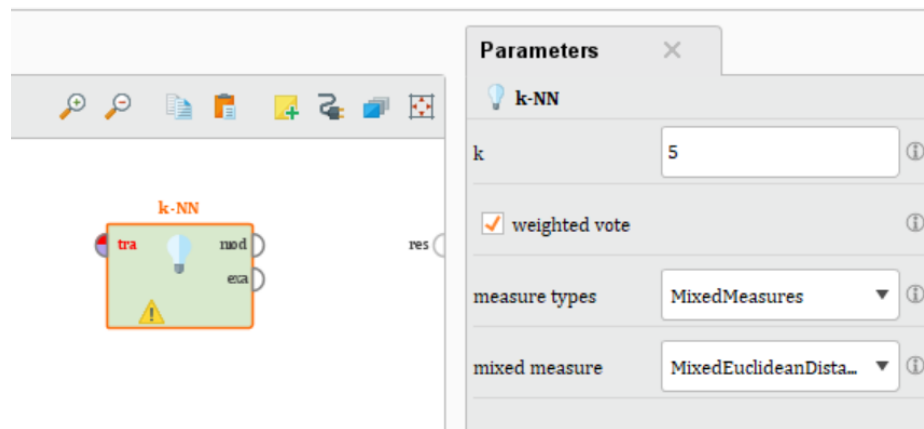 Parameters
k-NN
k
5
k-NN
tra
mod
res
exa
weighted vote
measure types
MixedMeasures
mixed measure
MixedEuclideanDista...